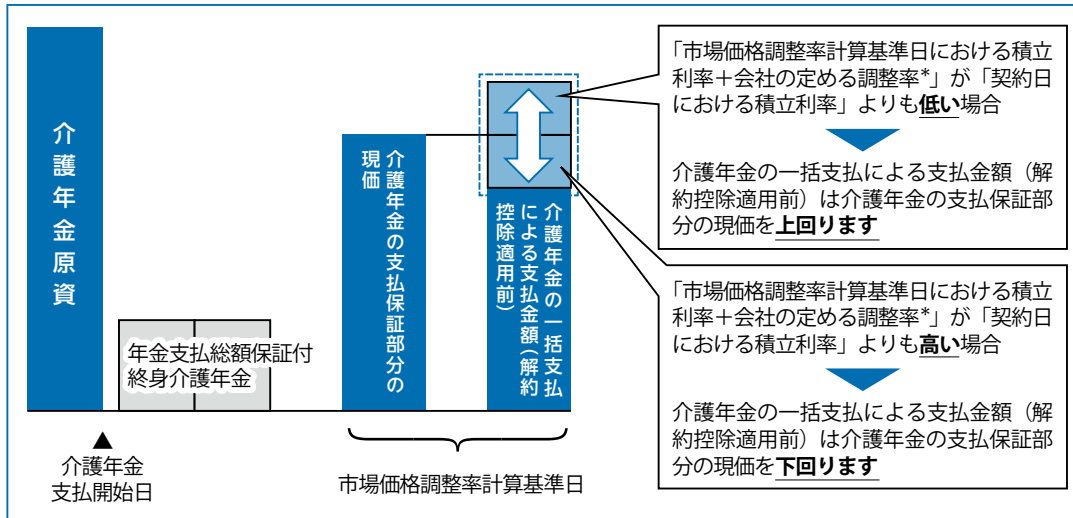 介護年金原資
年金支払総額保証付
終身介護年金
介護年金の支払保証部分の
現価
介護年金の一括支払
による支払金額(解約
控除適用前)
▲
介護年金
支払開始日
市場価格調整率計算基準日
「市場価格調整率計算基準日における積立
利率+会社の定める調整率*」が「契約日
における積立利率」よりも低い場合
介護年金の一括支払による支払金額(解
約控除適用前)は介護年金の支払保証部
分の現価を上回ります
「市場価格調整率計算基準日における積立
利率+会社の定める調整率*」が「契約日
における積立利率」よりも高い場合
介護年金の一括支払による支払金額(解
約控除適用前)は介護年金の支払保証部
分の現価を下回ります